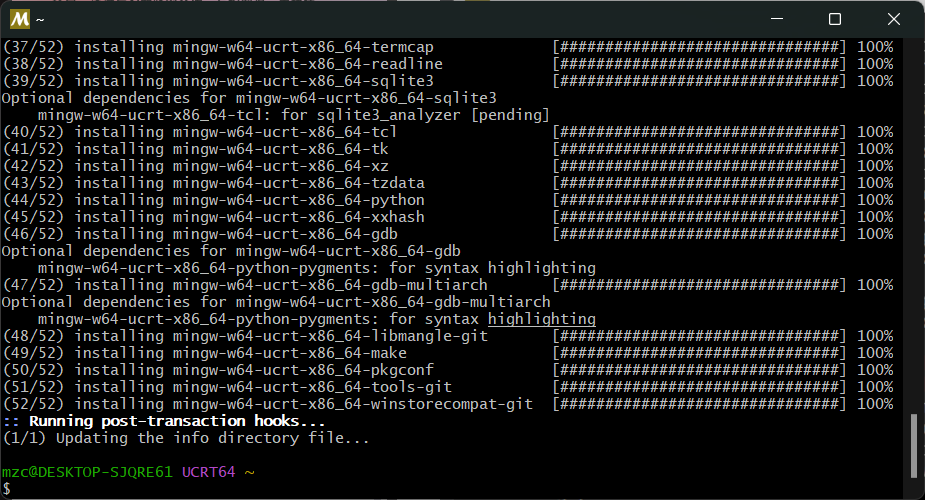 M ~
(37/52) installing mingw-w64-ucrt-x86_64-termcap [###############################] 100%
(38/52) installing mingw-w64-ucrt-x86_64-readline [###############################] 100%
(39/52) installing mingw-w64-ucrt-x86_64-sqlite3 [###############################] 100%
Optional dependencies for mingw-w64-ucrt-x86_64-sqlite3
    mingw-w64-ucrt-x86_64-tcl: for sqlite3_analyzer [pending]
(40/52) installing mingw-w64-ucrt-x86_64-tcl [###############################] 100%
(41/52) installing mingw-w64-ucrt-x86_64-tk [###############################] 100%
(42/52) installing mingw-w64-ucrt-x86_64-xz [###############################] 100%
(43/52) installing mingw-w64-ucrt-x86_64-tzdata [###############################] 100%
(44/52) installing mingw-w64-ucrt-x86_64-python [###############################] 100%
(45/52) installing mingw-w64-ucrt-x86_64-xxhash [###############################] 100%
(46/52) installing mingw-w64-ucrt-x86_64-gdb [###############################] 100%
Optional dependencies for mingw-w64-ucrt-x86_64-gdb
    mingw-w64-ucrt-x86_64-python-pygments: for syntax highlighting
(47/52) installing mingw-w64-ucrt-x86_64-gdb-multiarch [###############################] 100%
Optional dependencies for mingw-w64-ucrt-x86_64-gdb-multiarch
    mingw-w64-ucrt-x86_64-python-pygments: for syntax highlighting
(48/52) installing mingw-w64-ucrt-x86_64-libmangle-git [###############################] 100%
(49/52) installing mingw-w64-ucrt-x86_64-make [###############################] 100%
(50/52) installing mingw-w64-ucrt-x86_64-pkgconf [###############################] 100%
(51/52) installing mingw-w64-ucrt-x86_64-tools-git [###############################] 100%
(52/52) installing mingw-w64-ucrt-x86_64-winstorecompat-git [###############################] 100%
:: Running post-transaction hooks...
(1/1) Updating the info directory file...
mzc@DESKTOP-SJQRE61 UCRT64 ~
$